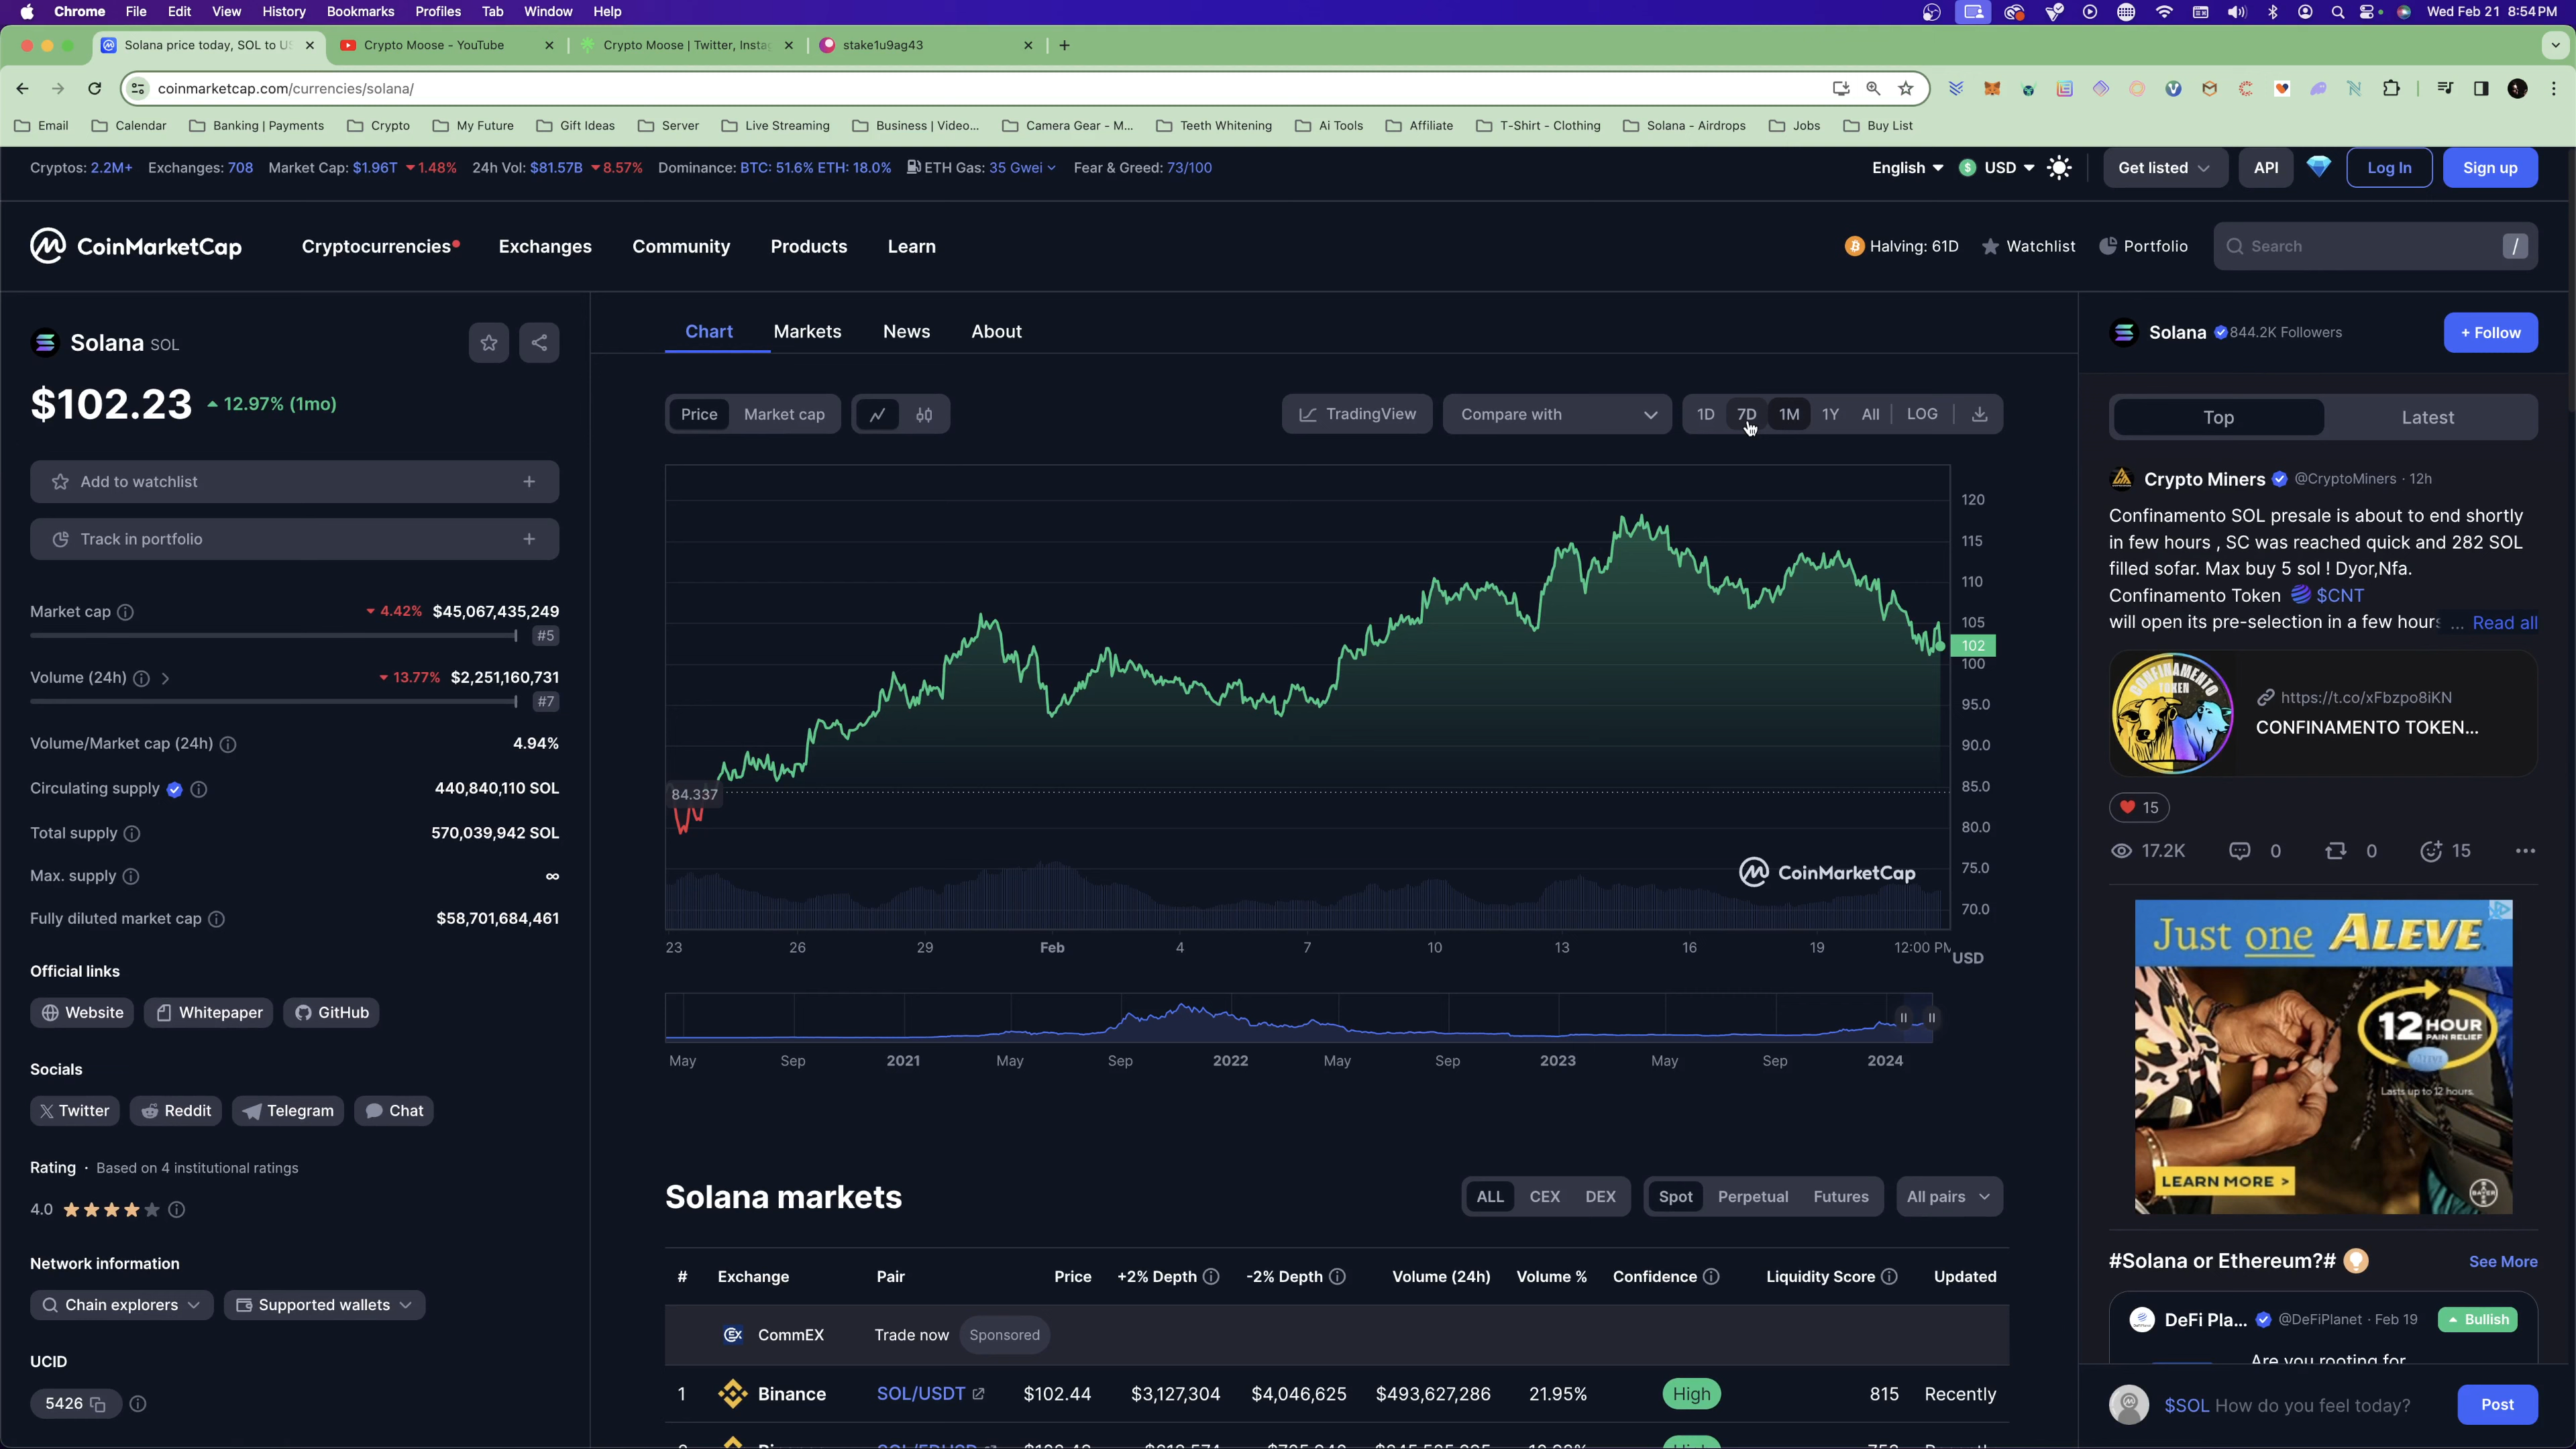 Chrome File Edit View History Bookmarks Profiles Tab Window Help
Wed Feb 21 8:54 PM
Solana price today, SOL to US
Crypto Moose - YouTube
Crypto Moose | Twitter, Insta
stake1u9ag43
coinmarketcap.com/currencies/solana/
Email Calendar Banking | Payments Crypto My Future Gift Ideas Server Live Streaming Business | Video... Camera Gear - M... Teeth Whitening Ai Tools Affiliate T-Shirt - Clothing Solana - Airdrops Jobs Buy List
Cryptos: 2.2M+ Exchanges: 708 Market Cap: $1.96T 1.48% 24h Vol: $81.57B 8.57% Dominance: BTC: 51.6% ETH: 18.0% ETH Gas: 35 Gwei Fear & Greed: 73/100
English USD Get listed API Log In Sign up
CoinMarketCap Cryptocurrencies Exchanges Community Products Learn
Halving: 61D Watchlist Portfolio Search /
Solana SOL
$102.23 12.97% (1mo)
Add to watchlist +
Track in portfolio +
Market cap 4.42% $45,067,435,249
#5
Volume (24h) 13.77% $2,251,160,731
#7
Volume/Market cap (24h) 4.94%
Circulating supply 440,840,110 SOL
Total supply 570,039,942 SOL
Max. supply ∞
Fully diluted market cap $58,701,684,461
Official links
Website Whitepaper GitHub
Socials
Twitter Reddit Telegram Chat
Rating · Based on 4 institutional ratings
4.0
Network information
Chain explorers Supported wallets
UCID
5426
Chart Markets News About
Price Market cap
TradingView Compare with 1D 7D 1M 1Y All LOG
120
115
110
105
102
100
95.0
90.0
85.0
84.337
80.0
75.0
70.0
CoinMarketCap
23 26 29 Feb 4 7 10 13 16 19 12:00 PM
USD
May Sep 2021 May Sep 2022 May Sep 2023 May Sep 2024
Solana markets
ALL CEX DEX Spot Perpetual Futures All pairs
# Exchange Pair Price +2% Depth -2% Depth Volume (24h) Volume % Confidence Liquidity Score Updated
CommEX Trade now Sponsored
1 Binance SOL/USDT $102.44 $3,127,304 $4,046,625 $493,627,286 21.95% High 815 Recently
Solana 844.2K Followers + Follow
Top Latest
Crypto Miners @CryptoMiners · 12h
Confinamento SOL presale is about to end shortly
in few hours , SC was reached quick and 282 SOL
filled sofar. Max buy 5 sol ! Dyor,Nfa.
Confinamento Token $CNT
will open its pre-selection in a few hours ... Read all
CONFINAMENTO
TOKEN
https://t.co/xFbzpo8iKN
CONFINAMENTO TOKEN...
15
17.2K 0 0 15
Just one ALEVE
12 HOUR
PAIN RELIEF
Lasts up to 12 hours.
LEARN MORE >
BAYER
#Solana or Ethereum?# See More
DeFi Pla... @DeFiPlanet · Feb 19 Bullish
Are you rooting for
$SOL How do you feel today? Post